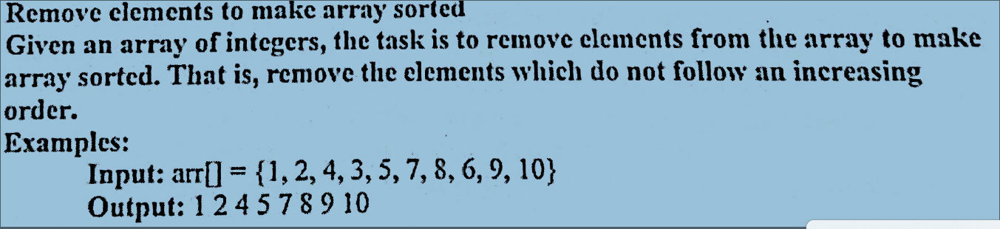 Remove elements to make array sorted
Given an array of integers, the task is to remove elements from the array to make
array sorted. That is, remove the elements which do not follow an increasing
order.
Examples:
Input: arr[] = {1, 2, 4, 3, 5, 7, 8, 6, 9, 10}
Output: 1 2 4 5 7 8 9 10